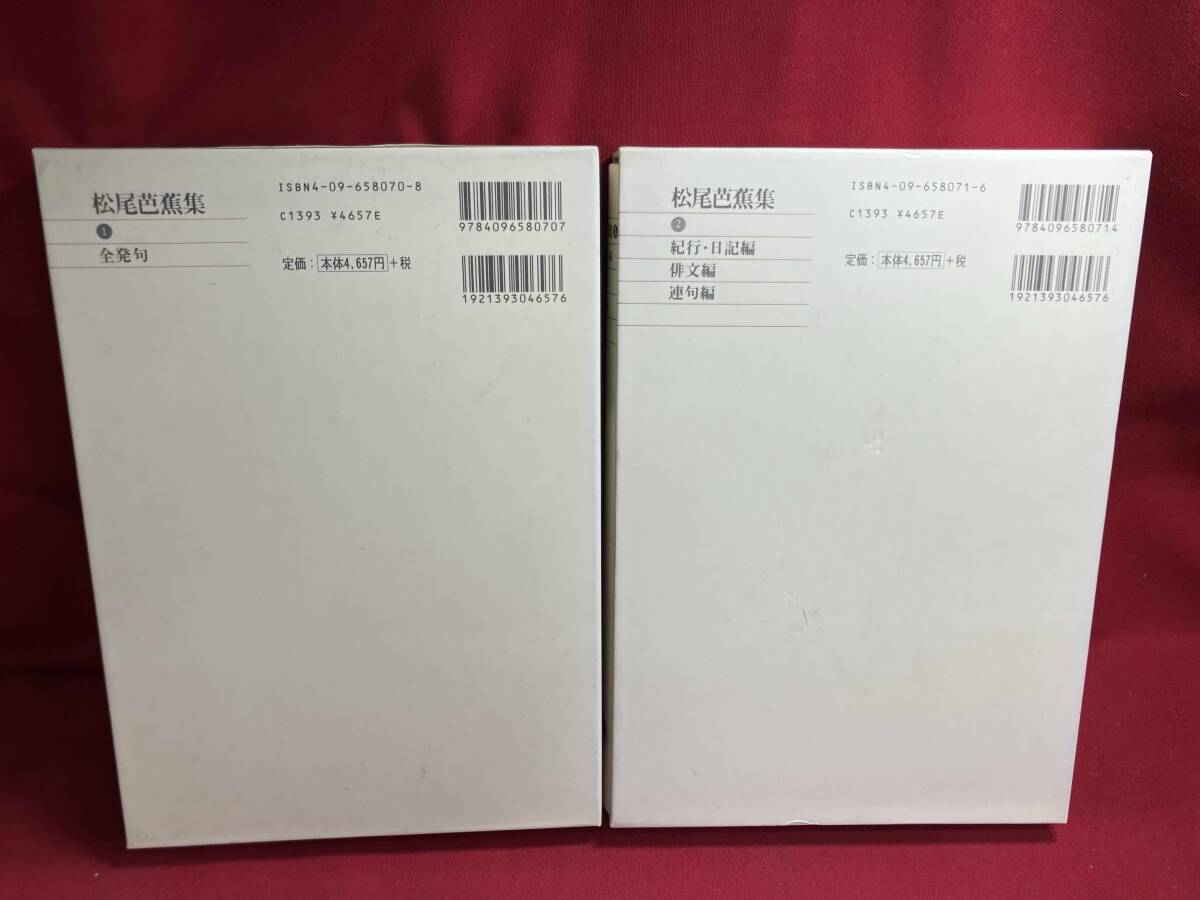 松尾芭蕉集
1
全発句
ISBN4-09-658070-8
C1393 ¥4657E
定価：本体4,657円+税
9784096580707
1921393046576
松尾芭蕉集
2
紀行・日記編
俳文編
連句編
ISBN4-09-658071-6
C1393 ¥4657E
定価：本体4,657円+税
9784096580714
1921393046576